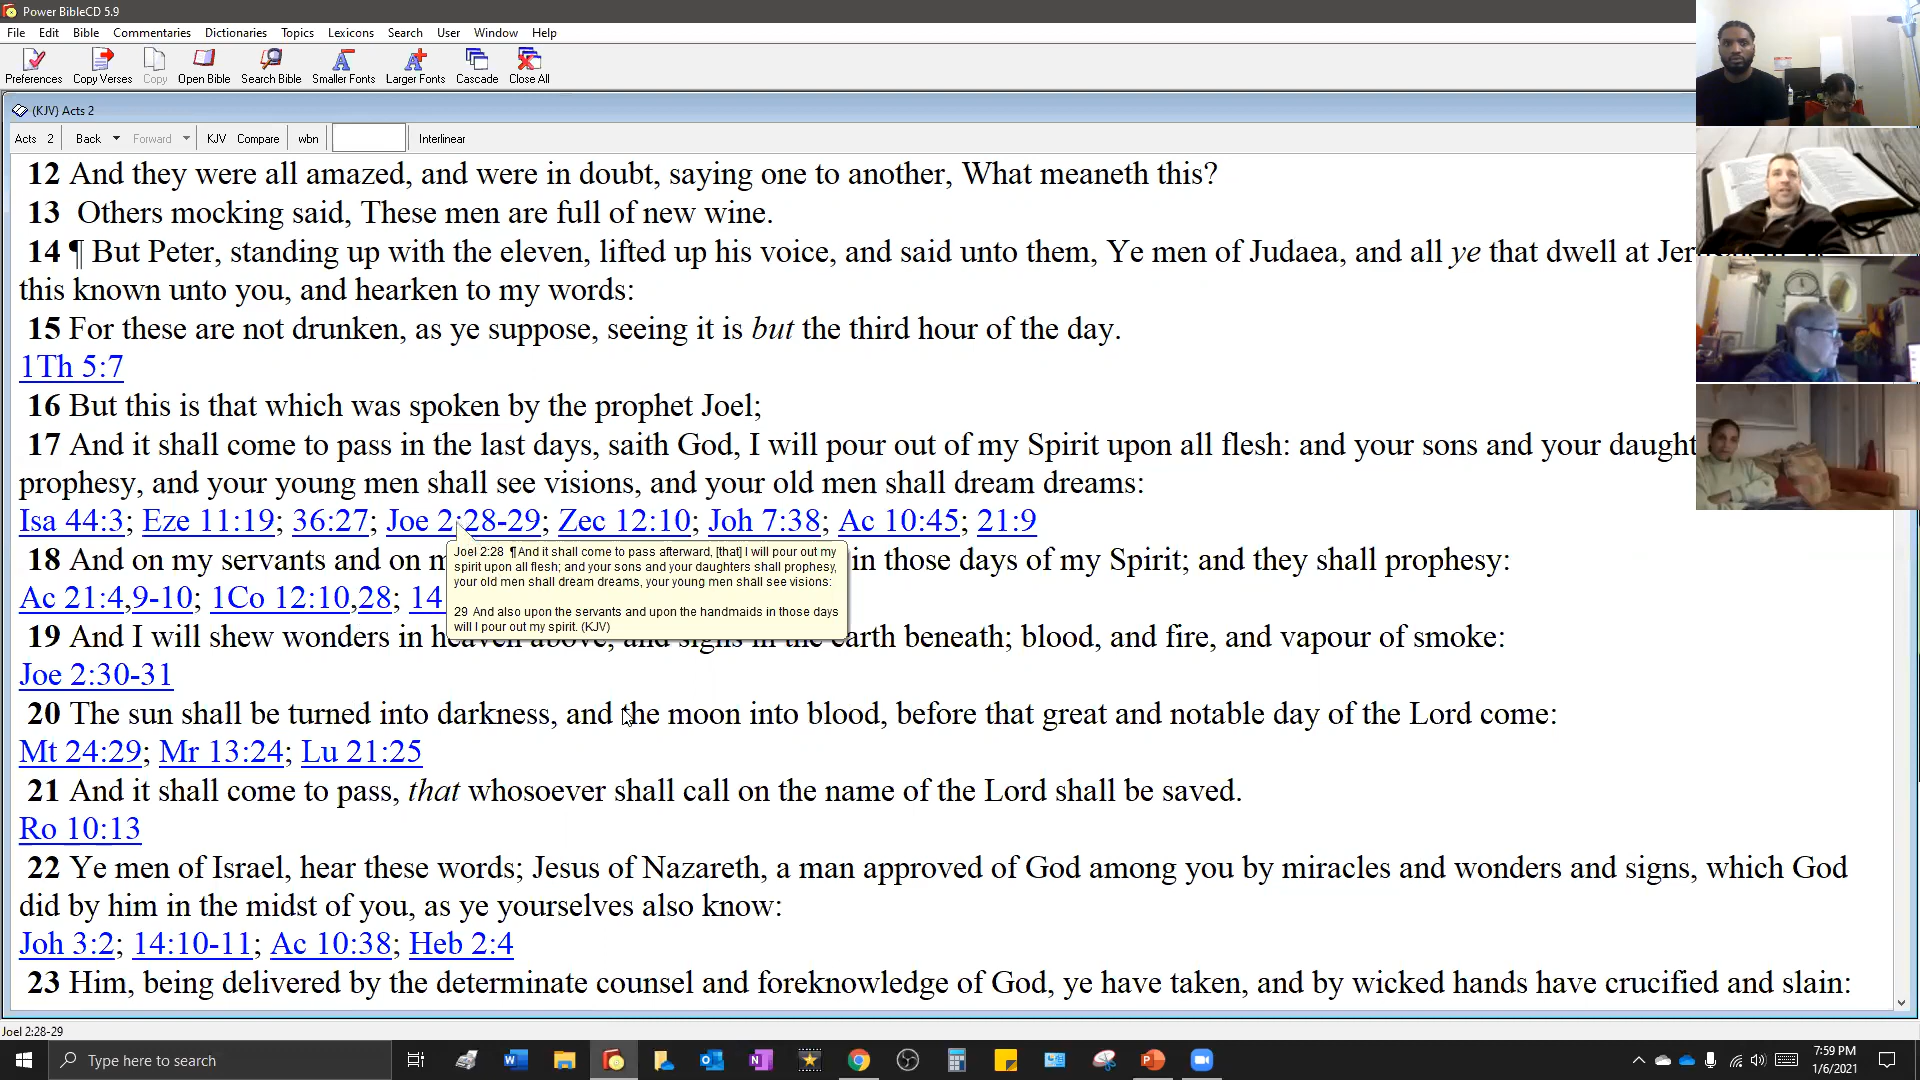 Power BibleCD 5.9
File Edit Bible Commentaries Dictionaries Topics Lexicons Search User Window Help
Preferences Copy Verses Copy Open Bible Search Bible Smaller Fonts Larger Fonts Cascade Close All
(KJV) Acts 2
Acts 2 Back Forward KJV Compare wbn Interlinear
12 And they were all amazed, and were in doubt, saying one to another, What meaneth this?
13 Others mocking said, These men are full of new wine.
14 ¶ But Peter, standing up with the eleven, lifted up his voice, and said unto them, Ye men of Judaea, and all ye that dwell at Jer
this known unto you, and hearken to my words:
15 For these are not drunken, as ye suppose, seeing it is but the third hour of the day.
1Th 5:7
16 But this is that which was spoken by the prophet Joel;
17 And it shall come to pass in the last days, saith God, I will pour out of my Spirit upon all flesh: and your sons and your daught
prophesy, and your young men shall see visions, and your old men shall dream dreams:
Isa 44:3; Eze 11:19; 36:27; Joe 2:28-29; Zec 12:10; Joh 7:38; Ac 10:45; 21:9
18 And on my servants and on m in those days of my Spirit; and they shall prophesy:
Joel 2:28 ¶ And it shall come to pass afterward, [that] I will pour out my
spirit upon all flesh; and your sons and your daughters shall prophesy,
your old men shall dream dreams, your young men shall see visions:
29 And also upon the servants and upon the handmaids in those days
will I pour out my spirit. (KJV)
Ac 21:4,9-10; 1Co 12:10,28; 14
19 And I will shew wonders in heaven above, and signs in the earth beneath; blood, and fire, and vapour of smoke:
Joe 2:30-31
20 The sun shall be turned into darkness, and the moon into blood, before that great and notable day of the Lord come:
Mt 24:29; Mr 13:24; Lu 21:25
21 And it shall come to pass, that whosoever shall call on the name of the Lord shall be saved.
Ro 10:13
22 Ye men of Israel, hear these words; Jesus of Nazareth, a man approved of God among you by miracles and wonders and signs, which God
did by him in the midst of you, as ye yourselves also know:
Joh 3:2; 14:10-11; Ac 10:38; Heb 2:4
23 Him, being delivered by the determinate counsel and foreknowledge of God, ye have taken, and by wicked hands have crucified and slain:
Joel 2:28-29
Type here to search
7:59 PM
1/6/2021